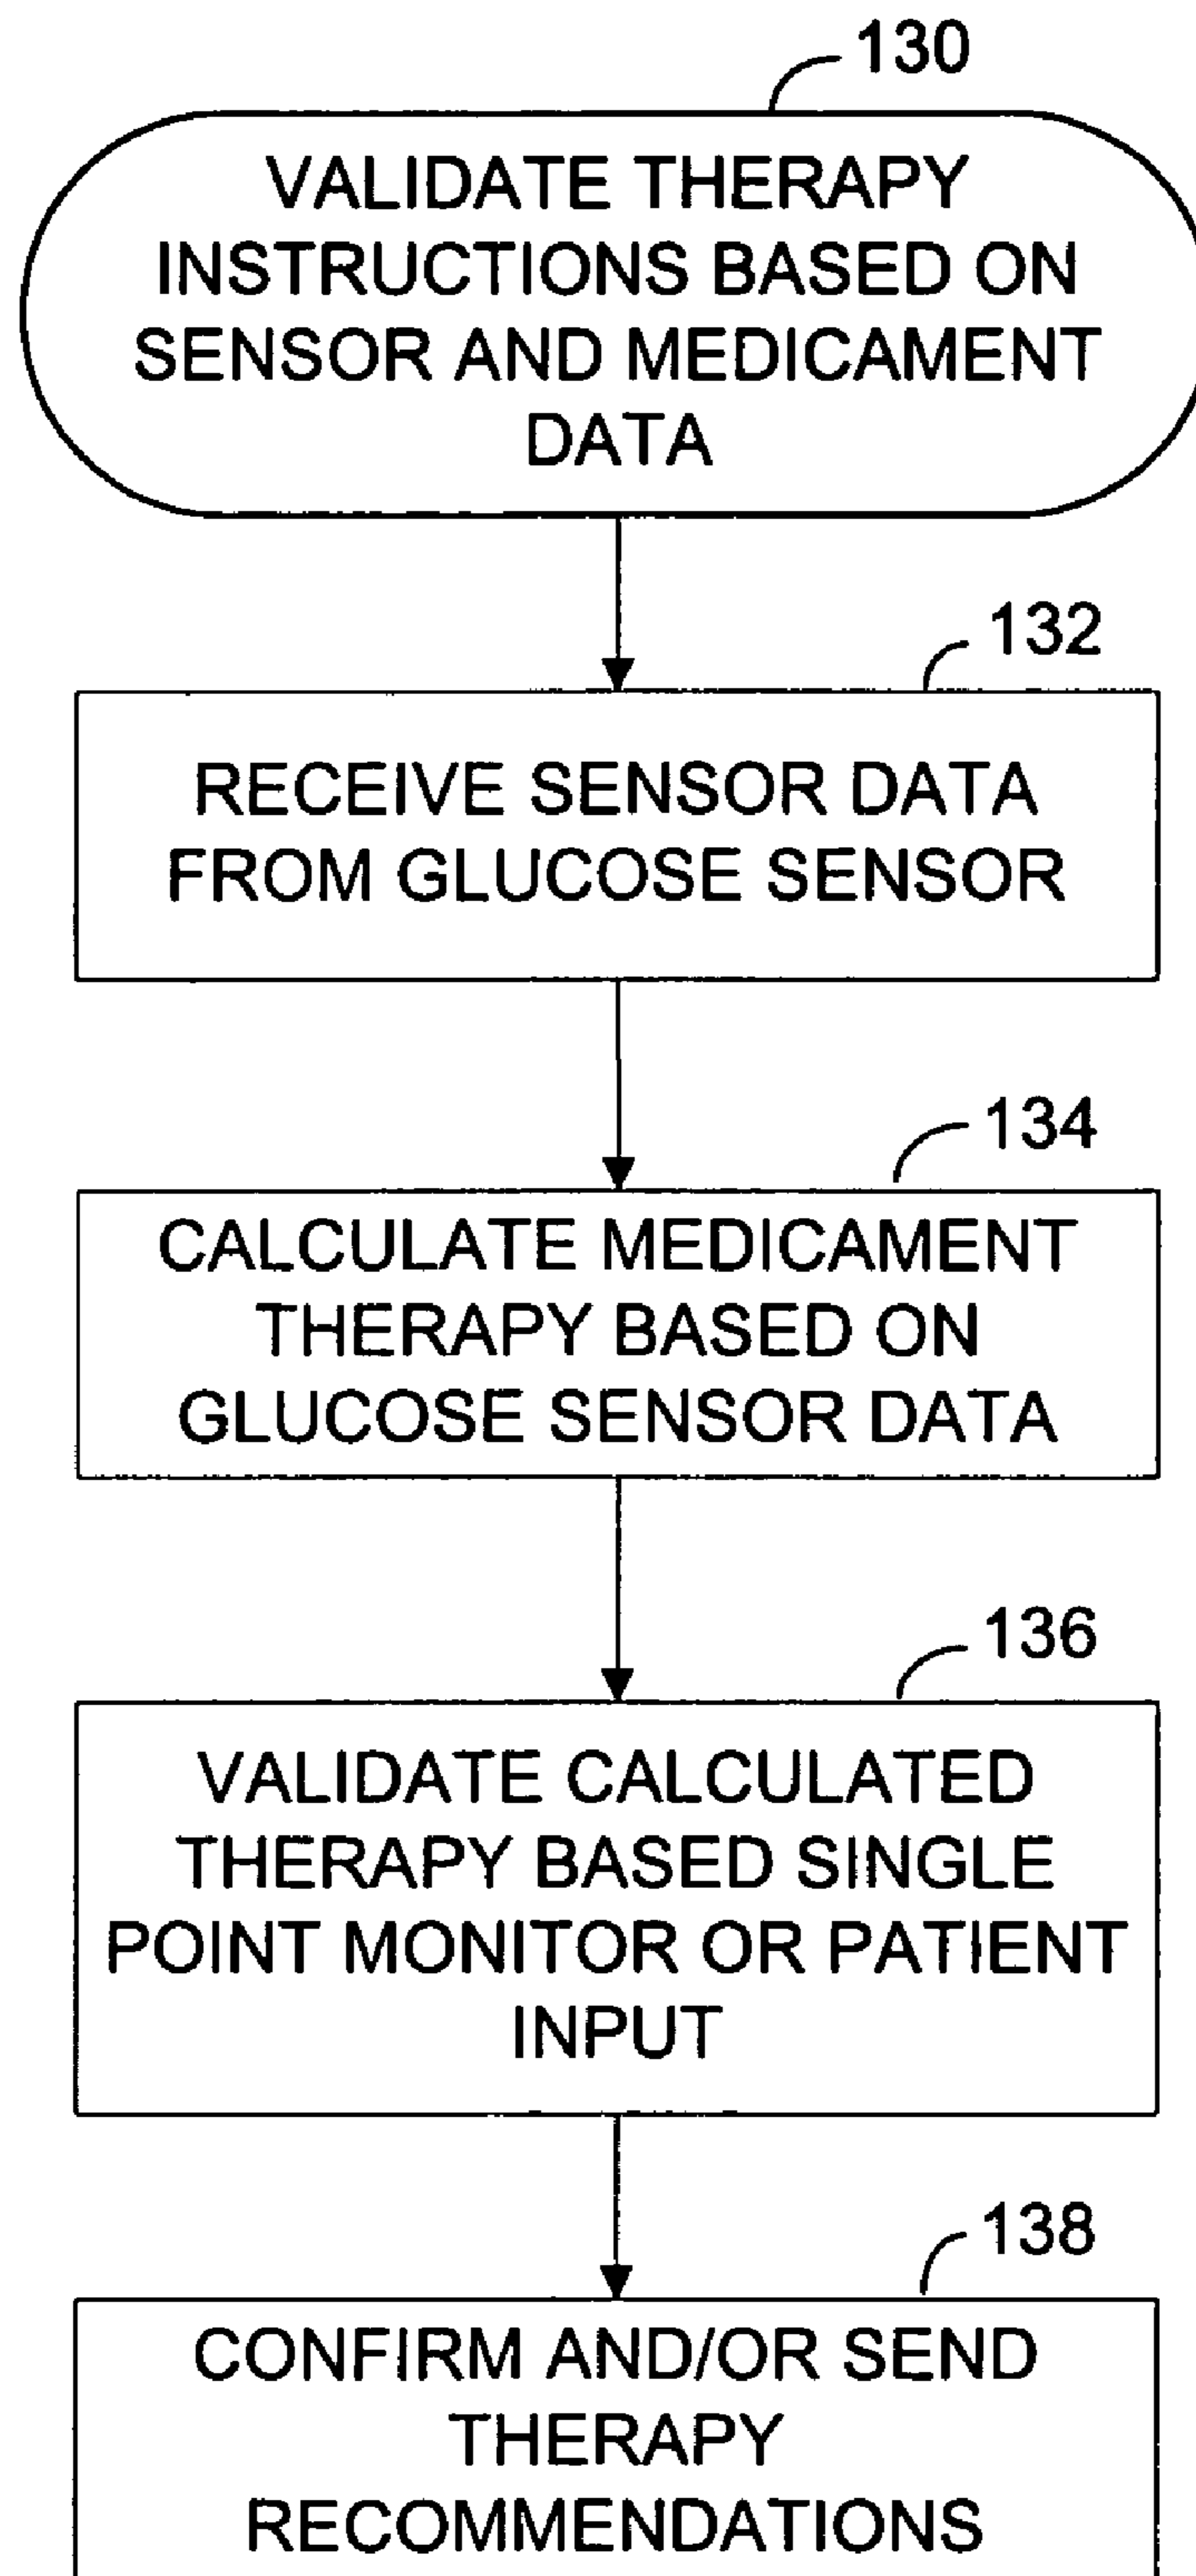 130
VALIDATE THERAPY
INSTRUCTIONS BASED ON
SENSOR AND MEDICAMENT
DATA
132
RECEIVE SENSOR DATA
FROM GLUCOSE SENSOR
134
CALCULATE MEDICAMENT
THERAPY BASED ON
GLUCOSE SENSOR DATA
136
VALIDATE CALCULATED
THERAPY BASED SINGLE
POINT MONITOR OR PATIENT
INPUT
138
CONFIRM AND/OR SEND
THERAPY
RECOMMENDATIONS